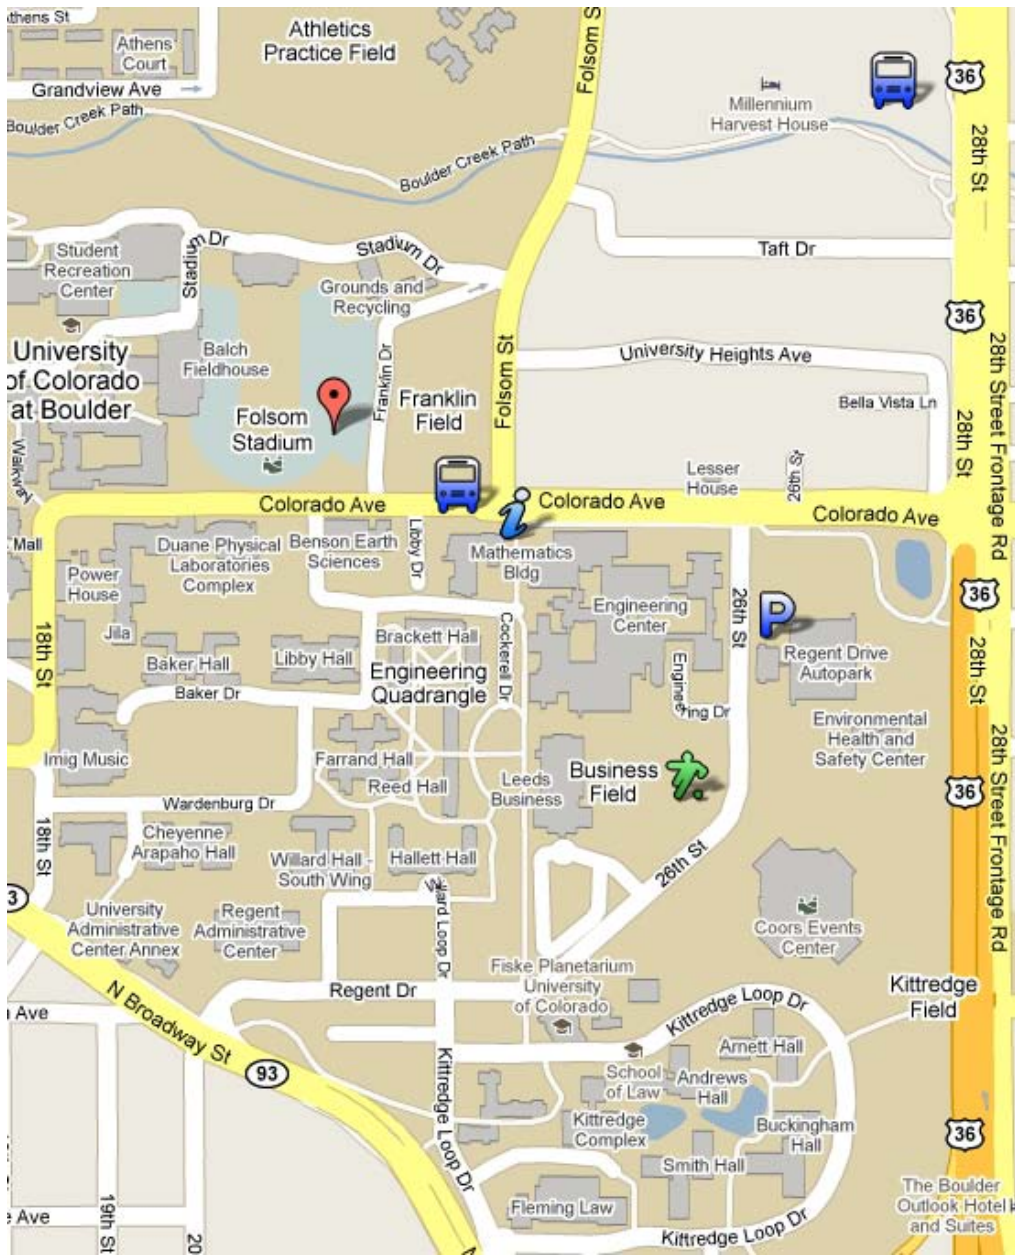 Athens St
Athens
Court
Athletics
Practice Field
Folsom S
36
Grandview Ave
Millennium
Harvest House
Boulder Creek Path
Boulder Creek Path
28th St
Student
Recreation
Center
Stadium Dr
Stadium Dr
Taft Dr
Grounds and
Recycling
36
University
of Colorado
at Boulder
Balch
Fieldhouse
Franklin Dr
Folsom St
University Heights Ave
28th Street Frontage Rd
Folsom
Stadium
Franklin
Field
Bella Vista Ln
28th St
Walkway
Lesser
House
26th St
Colorado Ave
Colorado Ave
Colorado Ave
Mall
Duane Physical
Laboratories
Complex
Benson Earth
Sciences
Libby Dr
Mathematics
Bldg
Power
House
Engineering
Center
26th St
P
36
Jila
18th St
Baker Hall
Libby Hall
Brackett Hall
Cockerell Dr
Regent Drive
Autopark
28th St
Engineering
Quadrangle
Engineering Dr
Baker Dr
Imig Music
Farrand Hall
Reed Hall
Leeds
Business
Business
Field
Environmental
Health and
Safety Center
28th Street Frontage Rd
36
Wardenburg Dr
18th St
Cheyenne
Arapaho Hall
Willard Hall -
South Wing
Hallett Hall
26th St
3
University
Administrative
Center Annex
Regent
Administrative
Center
Willard Loop Dr
Coors Events
Center
Fiske Planetarium
University
of Colorado
Kittredge
Field
Regent Dr
Kittredge Loop Dr
Ave
N Broadway St
93
Arnett Hall
School
of Law
Andrews
Hall
Kittredge Loop Dr
Kittredge
Complex
Buckingham
Hall
36
Smith Hall
The Boulder
Outlook Hotel
and Suites
Fleming Law
Kittredge Loop Dr
e Ave
19th St
20